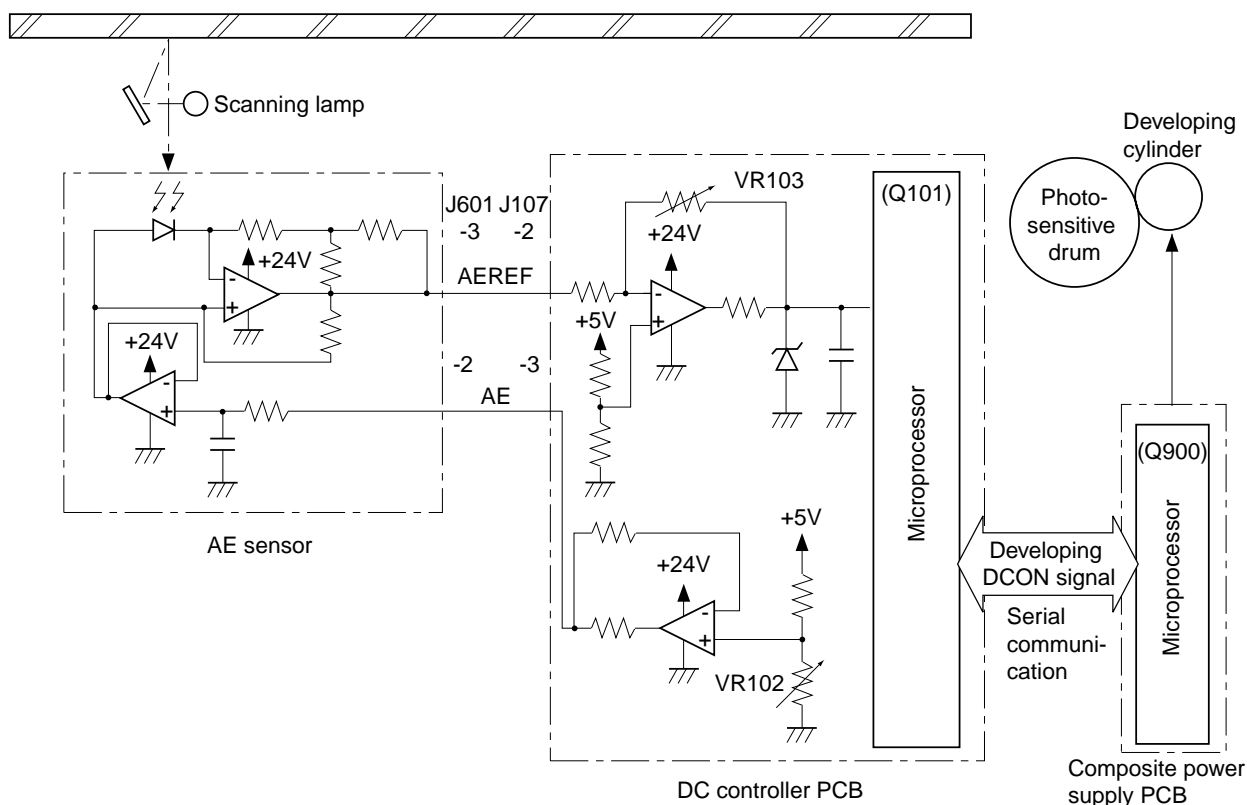 Scanning lamp
Developing
cylinder
Photo-
sensitive
drum
J601 J107
-3 -2
AEREF
-2 -3
AE
+24V
+24V
AE sensor
VR103
+24V
+5V
+5V
+24V
VR102
(Q101)
Microprocessor
DC controller PCB
Developing
DCON signal
Serial
communi-
cation
(Q900)
Microprocessor
Composite power
supply PCB